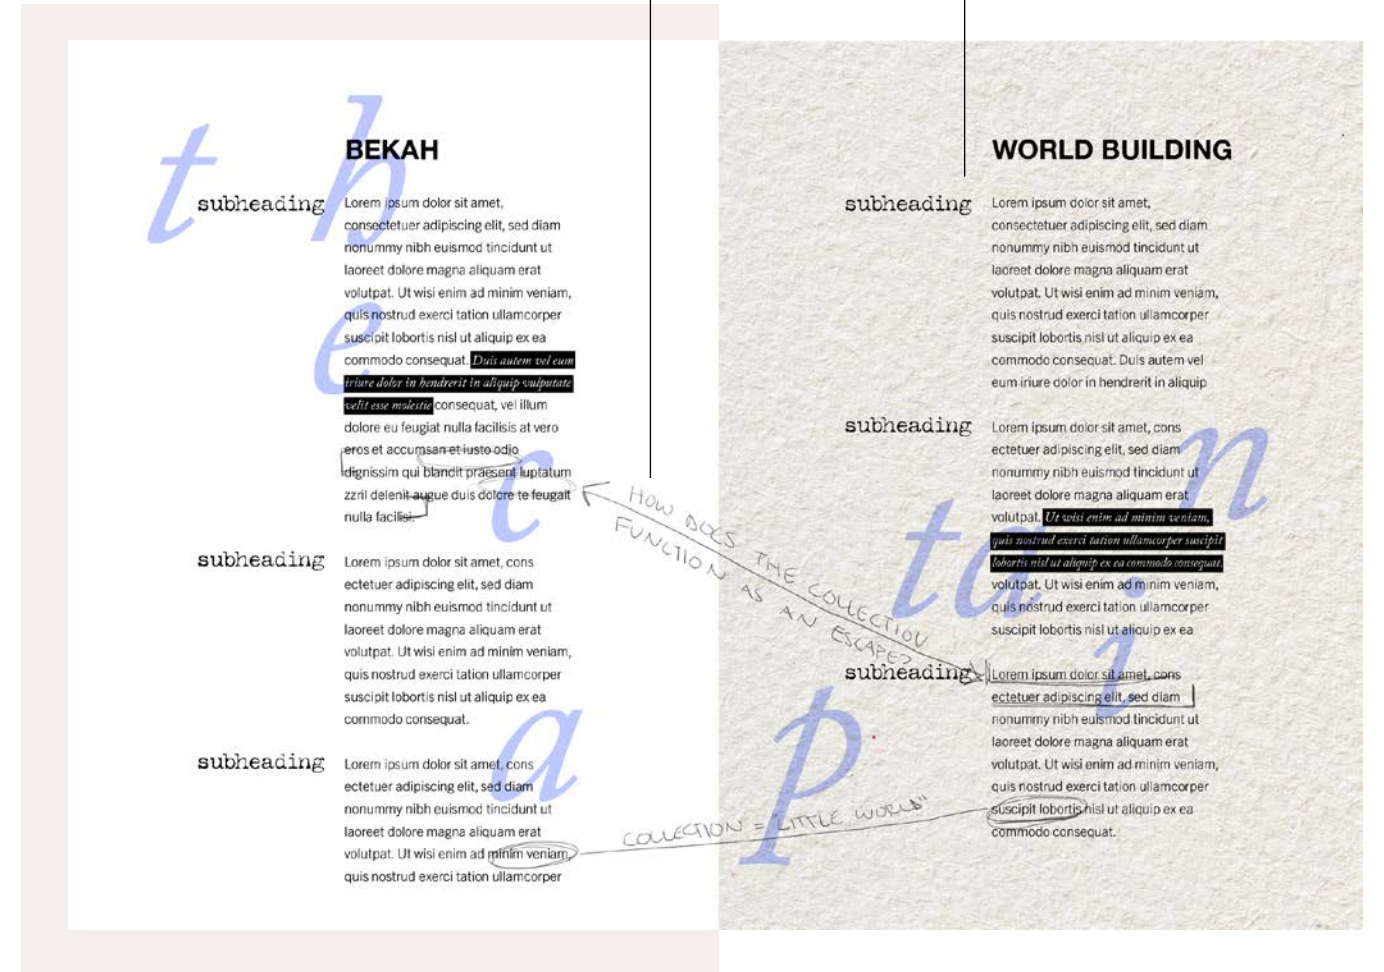 the
BEKAH
subheading
Lorem ipsum dolor sit amet,
consectetuer adipiscing elit, sed diam
nonummy nibh euismod tincidunt ut
laoreet dolore magna aliquam erat
volutpat. Ut wisi enim ad minim veniam,
quis nostrud exerci tation ullamcorper
suscipit lobortis nisl ut aliquip ex ea
commodo consequat. Duis autem vel eum
iriure dolor in hendrerit in aliquip vulputate
velit esse molestie consequat, vel illum
dolore eu feugiat nulla facilisis at vero
eros et accumsan et iusto odio
dignissim qui blandit praesent luptatum
zzril delenit augue duis dolore te feugait
nulla facilisi.
subheading
Lorem ipsum dolor sit amet, cons
ectetuer adipiscing elit, sed diam
nonummy nibh euismod tincidunt ut
laoreet dolore magna aliquam erat
volutpat. Ut wisi enim ad minim veniam,
quis nostrud exerci tation ullamcorper
suscipit lobortis nisl ut aliquip ex ea
commodo consequat.
subheading
Lorem ipsum dolor sit amet, cons
ectetuer adipiscing elit, sed diam
nonummy nibh euismod tincidunt ut
laoreet dolore magna aliquam erat
volutpat. Ut wisi enim ad minim veniam,
quis nostrud exerci tation ullamcorper
captain
HOW DOES THE COLLECTION
FUNCTION AS AN ESCAPE?
COLLECTION = "LITTLE WORLD"
WORLD BUILDING
subheading
Lorem ipsum dolor sit amet,
consectetuer adipiscing elit, sed diam
nonummy nibh euismod tincidunt ut
laoreet dolore magna aliquam erat
volutpat. Ut wisi enim ad minim veniam,
quis nostrud exerci tation ullamcorper
suscipit lobortis nisl ut aliquip ex ea
commodo consequat. Duis autem vel
eum iriure dolor in hendrerit in aliquip
subheading
Lorem ipsum dolor sit amet, cons
ectetuer adipiscing elit, sed diam
nonummy nibh euismod tincidunt ut
laoreet dolore magna aliquam erat
volutpat. Ut wisi enim ad minim veniam,
quis nostrud exerci tation ullamcorper suscipit
lobortis nisl ut aliquip ex ea commodo consequat.
volutpat. Ut wisi enim ad minim veniam,
quis nostrud exerci tation ullamcorper
suscipit lobortis nisl ut aliquip ex ea
subheading
Lorem ipsum dolor sit amet, cons
ectetuer adipiscing elit, sed diam
nonummy nibh euismod tincidunt ut
laoreet dolore magna aliquam erat
volutpat. Ut wisi enim ad minim veniam,
quis nostrud exerci tation ullamcorper
suscipit lobortis nisl ut aliquip ex ea
commodo consequat.